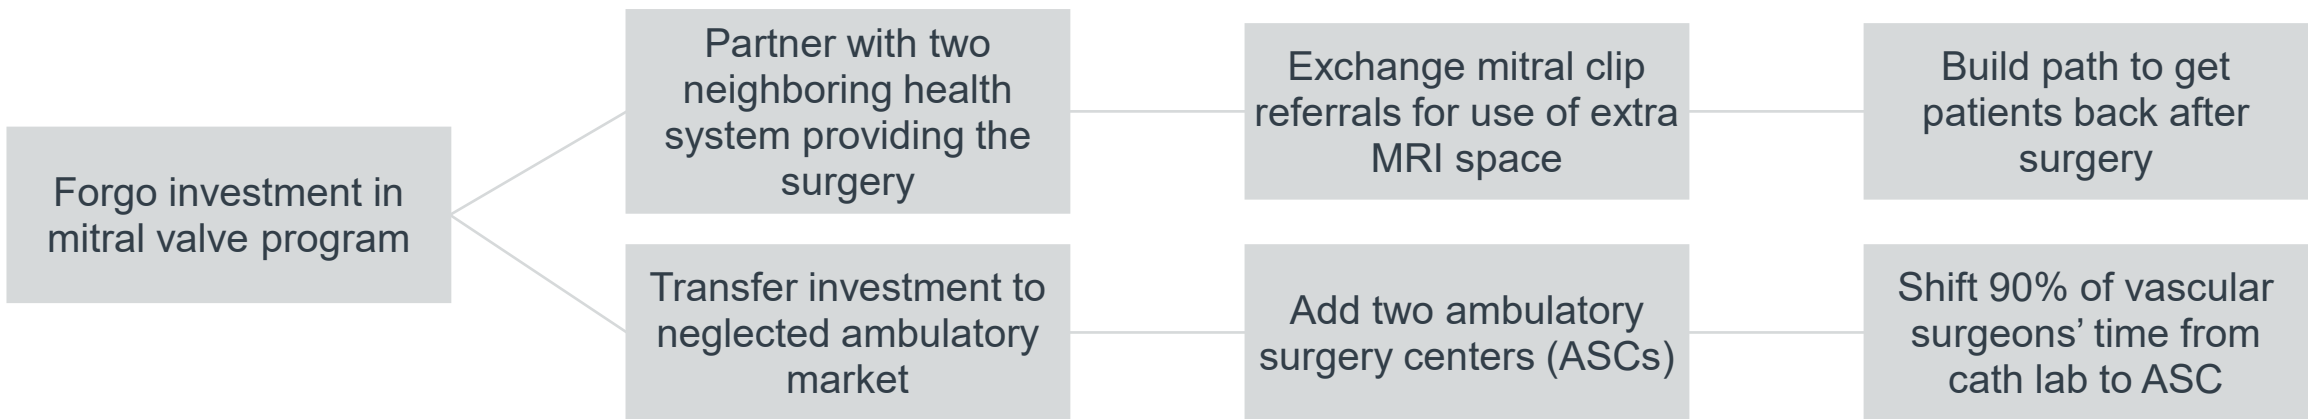 Forgo investment in
mitral valve program
Partner with two
neighboring health
system providing the
surgery
Exchange mitral clip
referrals for use of extra
MRI space
Build path to get
patients back after
surgery
Transfer investment to
neglected ambulatory
market
Add two ambulatory
surgery centers (ASCs)
Shift 90% of vascular
surgeons’ time from
cath lab to ASC